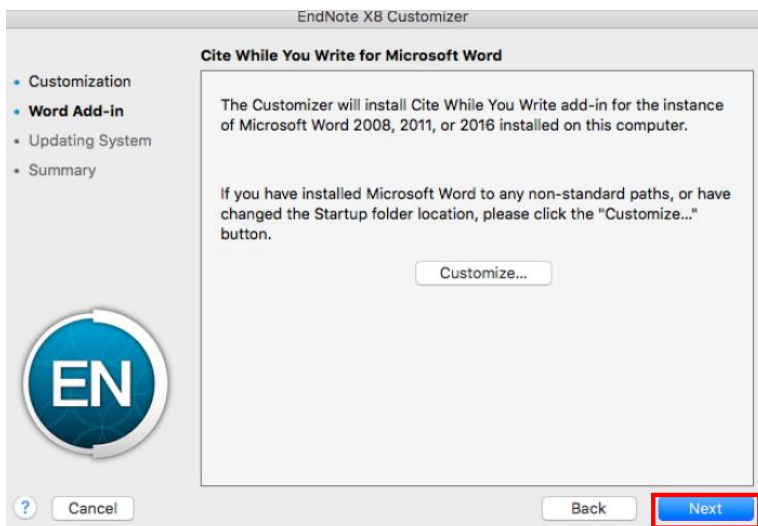 EndNote X8 Customizer
Cite While You Write for Microsoft Word
Customization
Word Add-in
Updating System
Summary
The Customizer will install Cite While You Write add-in for the instance
of Microsoft Word 2008, 2011, or 2016 installed on this computer.
If you have installed Microsoft Word to any non-standard paths, or have
changed the Startup folder location, please click the "Customize..."
button.
Customize...
EN
? Cancel Back Next